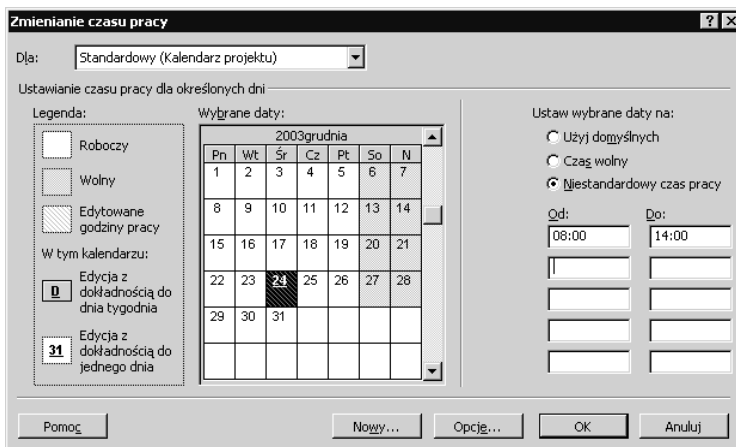 Zmienianie czasu pracy
Dla: Standardowy (Kalendarz projektu)
Ustawianie czasu pracy dla określonych dni
Legenda:
Roboczy
Wolny
Edytowane
godziny pracy
W tym kalendarzu:
D
Edycja z
dokładnością do
dnia tygodnia
31
Edycja z
dokładnością do
jednego dnia
Wybrane daty:
2003grudnia
Pn Wt Śr Cz Pt So N
1 2 3 4 5 6 7
8 9 10 11 12 13 14
15 16 17 18 19 20 21
22 23 24 25 26 27 28
29 30 31
Ustaw wybrane daty na:
Użyj domyślnych
Czas wolny
Niestandardowy czas pracy
Od: Do:
08:00 14:00
Pomoc Nowy... Opcje... OK Anuluj